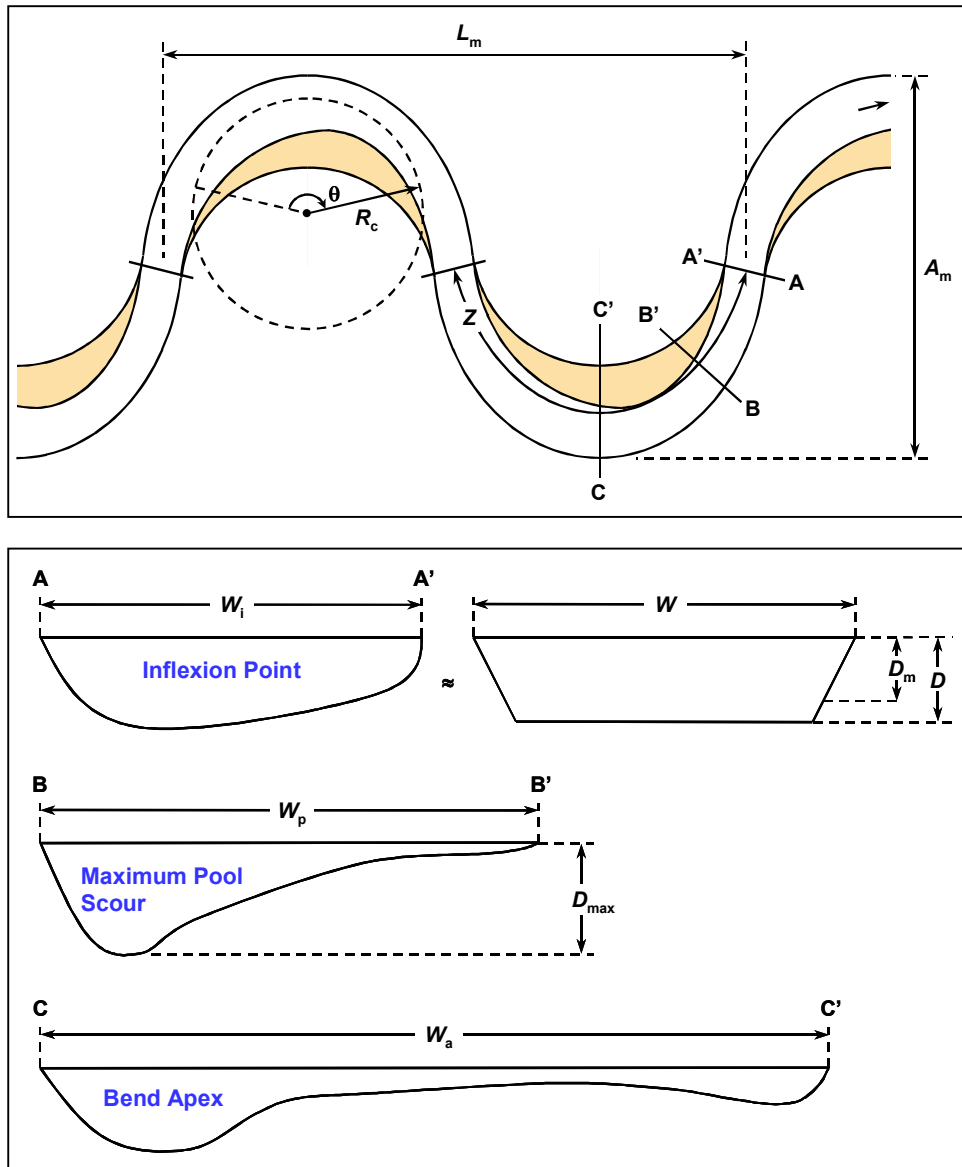 Lm
θ
Rc
A'
A
Am
C'
B'
Z
B
C
A A'
Wi W
Inflexion Point
≈
Dm D
B B'
Wp
Maximum Pool
Scour
Dmax
C C'
Wa
Bend Apex